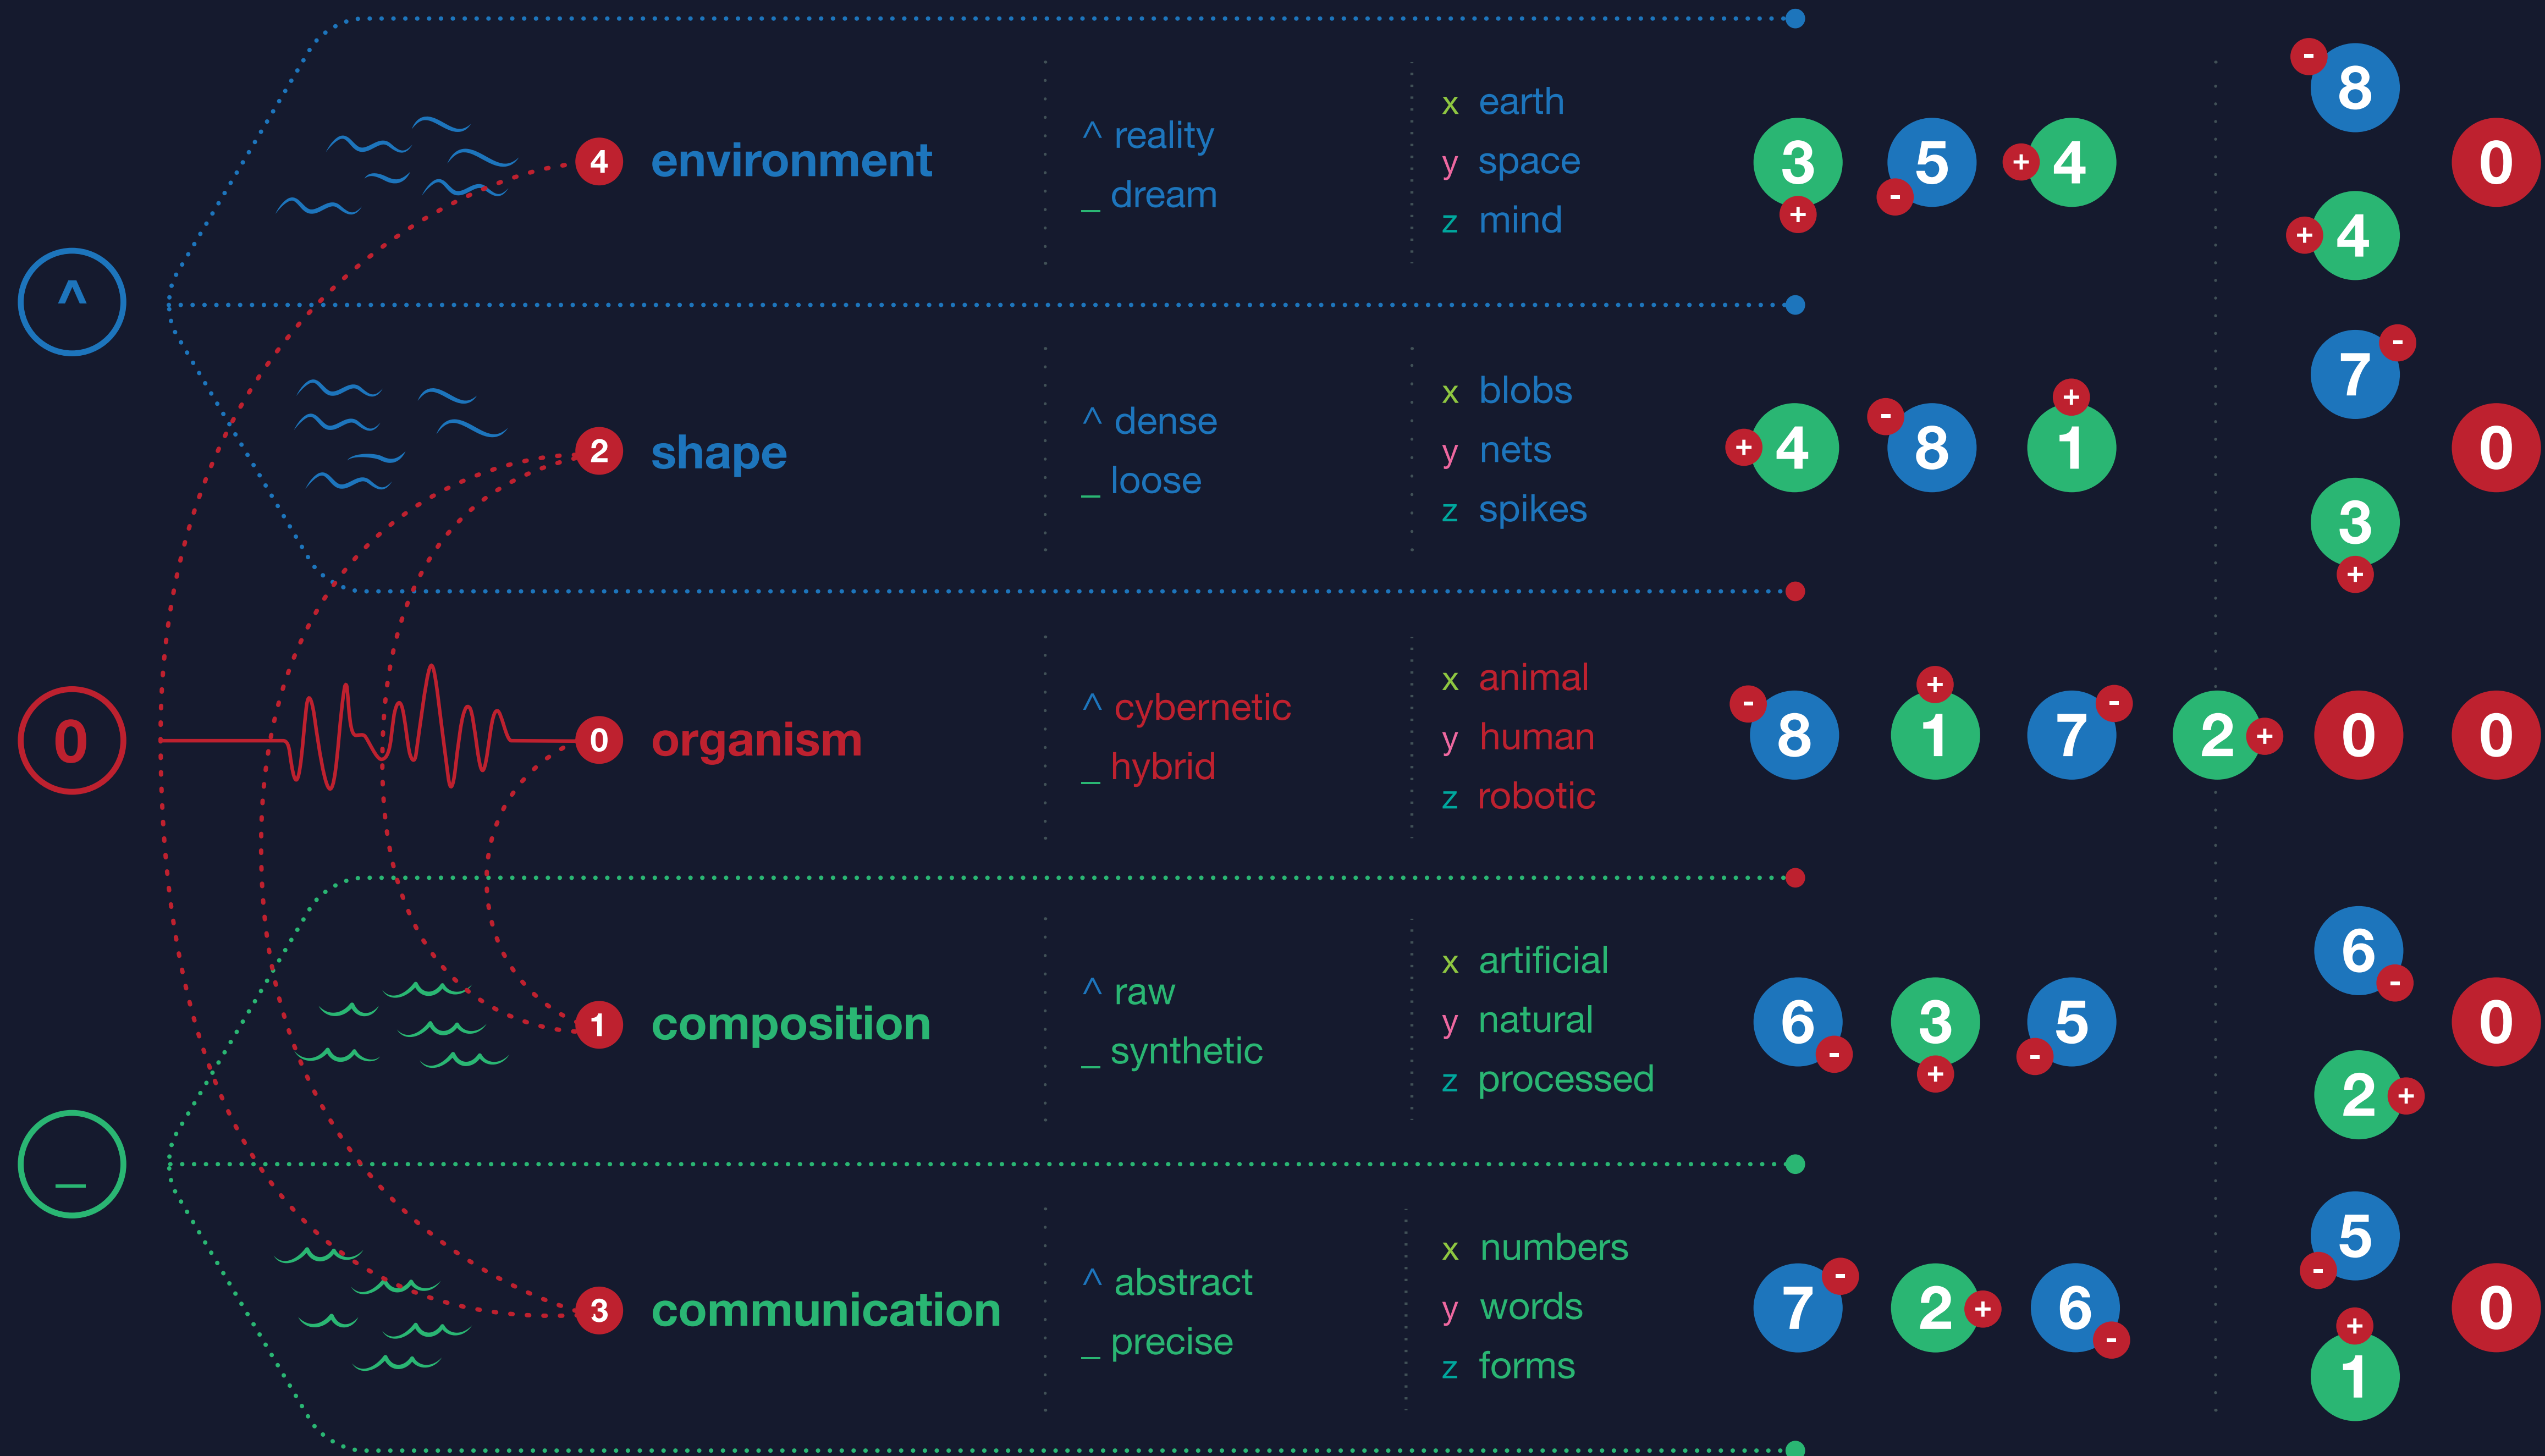 ^
0
_
4 environment
^ reality
_ dream
x earth
y space
z mind
3 + 5 - + 4
- 8
+ 4
0
2 shape
^ dense
_ loose
x blobs
y nets
z spikes
+ 4 - 8 + 1
7 -
3 +
0
0 organism
^ cybernetic
_ hybrid
x animal
y human
z robotic
- 8 + 1 7 - 2 + 0 0
1 composition
^ raw
_ synthetic
x artificial
y natural
z processed
6 - 3 + 5 -
6 -
2 +
0
3 communication
^ abstract
_ precise
x numbers
y words
z forms
7 - 2 + 6 -
5 -
+ 1
0